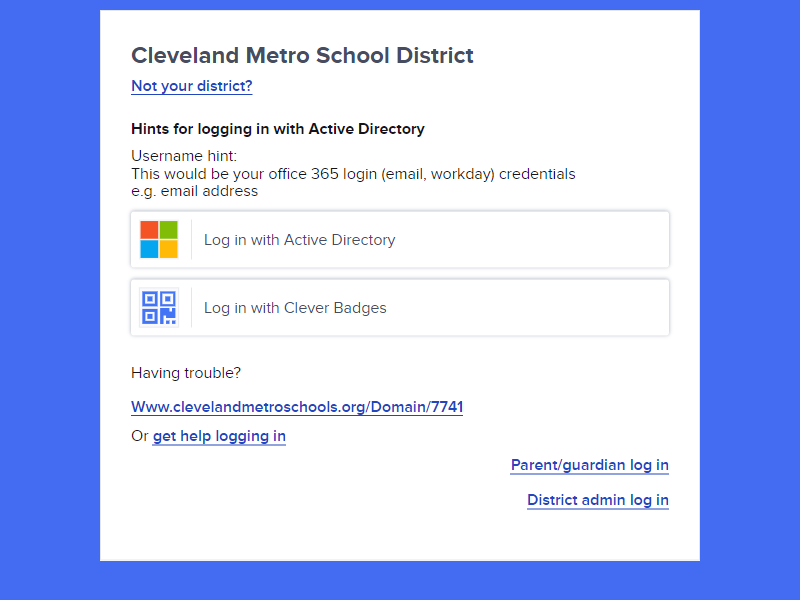 Cleveland Metro School District
Not your district?
Hints for logging in with Active Directory
Username hint:
This would be your office 365 login (email, workday) credentials
e.g. email address
Log in with Active Directory
Log in with Clever Badges
Having trouble?
Www.clevelandmetroschools.org/Domain/7741
Or get help logging in
Parent/guardian log in
District admin log in